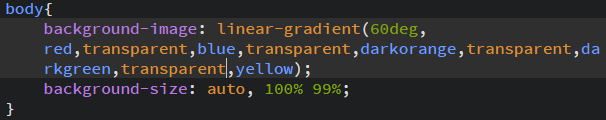 body{
background-image: linear-gradient(60deg,
red,transparent,blue,transparent,darkorange,transparent,da
rkgreen,transparent,yellow);
background-size: auto, 100% 99%;
}